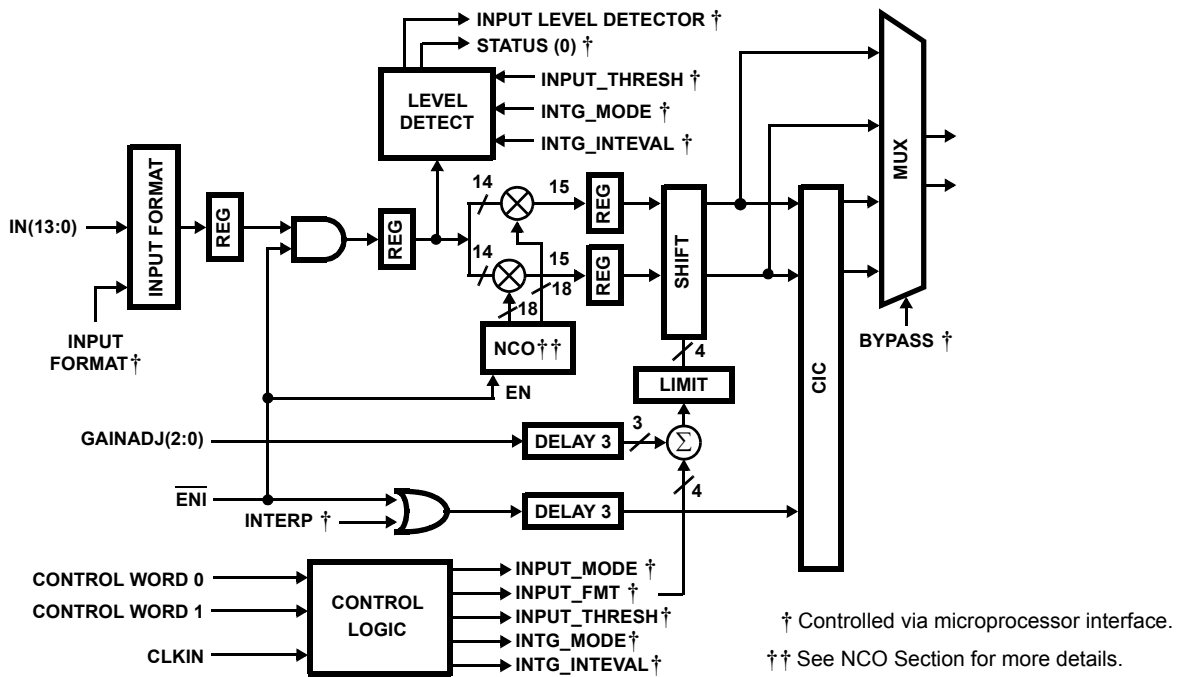 INPUT LEVEL DETECTOR †
STATUS (0) †
LEVEL
DETECT
INPUT_THRESH †
INTG_MODE †
INTG_INTEVAL †
IN(13:0)
INPUT FORMAT
REG
REG
14
14
15
15
18
18
REG
REG
SHIFT
MUX
INPUT
FORMAT †
NCO ††
EN
4
LIMIT
BYPASS †
CIC
GAINADJ(2:0)
DELAY 3
3
Σ
4
ENI
INTERP †
DELAY 3
CONTROL WORD 0
CONTROL WORD 1
CLKIN
CONTROL
LOGIC
INPUT_MODE †
INPUT_FMT †
INPUT_THRESH †
INTG_MODE †
INTG_INTEVAL †
† Controlled via microprocessor interface.
†† See NCO Section for more details.